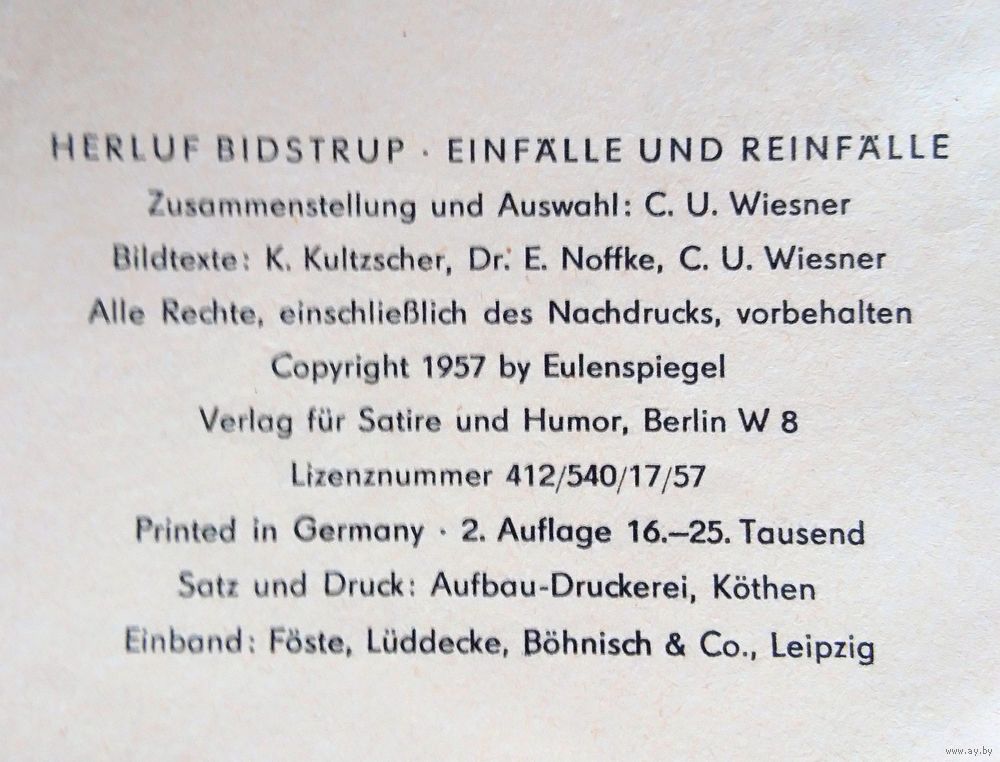 HERLUF BIDSTRUP · EINFÄLLE UND REINFÄLLE
Zusammenstellung und Auswahl: C. U. Wiesner
Bildtexte: K. Kultzscher, Dr. E. Noffke, C. U. Wiesner
Alle Rechte, einschließlich des Nachdrucks, vorbehalten
Copyright 1957 by Eulenspiegel
Verlag für Satire und Humor, Berlin W 8
Lizenznummer 412/540/17/57
Printed in Germany · 2. Auflage 16.–25. Tausend
Satz und Druck: Aufbau-Druckerei, Köthen
Einband: Föste, Lüddecke, Böhnisch & Co., Leipzig
www.ay.by